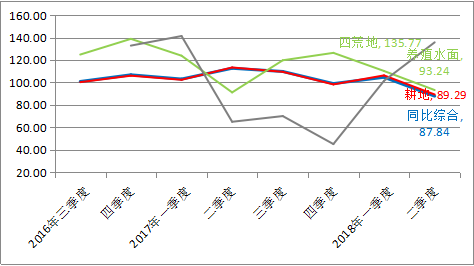 160.00
140.00
120.00
100.00
80.00
60.00
40.00
20.00
四荒地, 135.77
养殖水面,
93.24
耕地, 89.29
同比综合,
87.84
2016年三季度
四季度
2017年一季度
二季度
三季度
四季度
2018年一季度
二季度